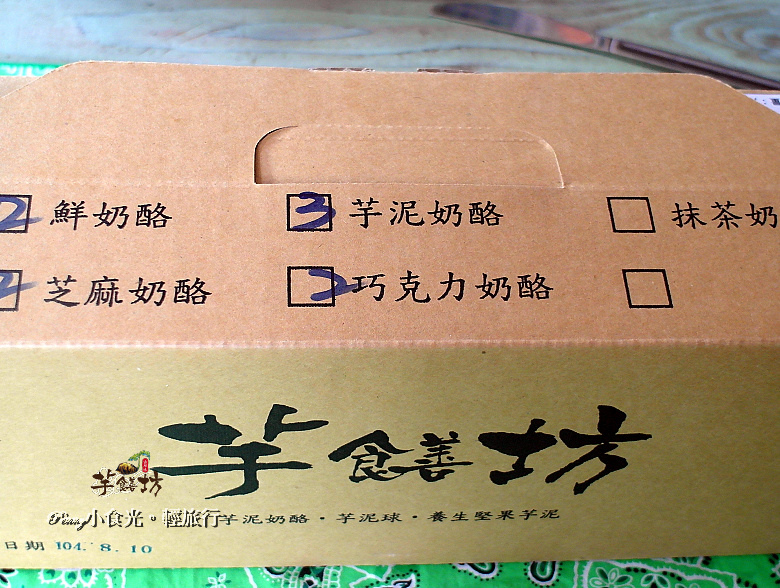 2 鮮奶酪 3 芋泥奶酪 抹茶奶
2 芝麻奶酪 2 巧克力奶酪
芋饍坊
芋饍坊
小食光。輕旅行
芋泥奶酪・芋泥球・養生堅果芋泥
日期 104. 8. 10